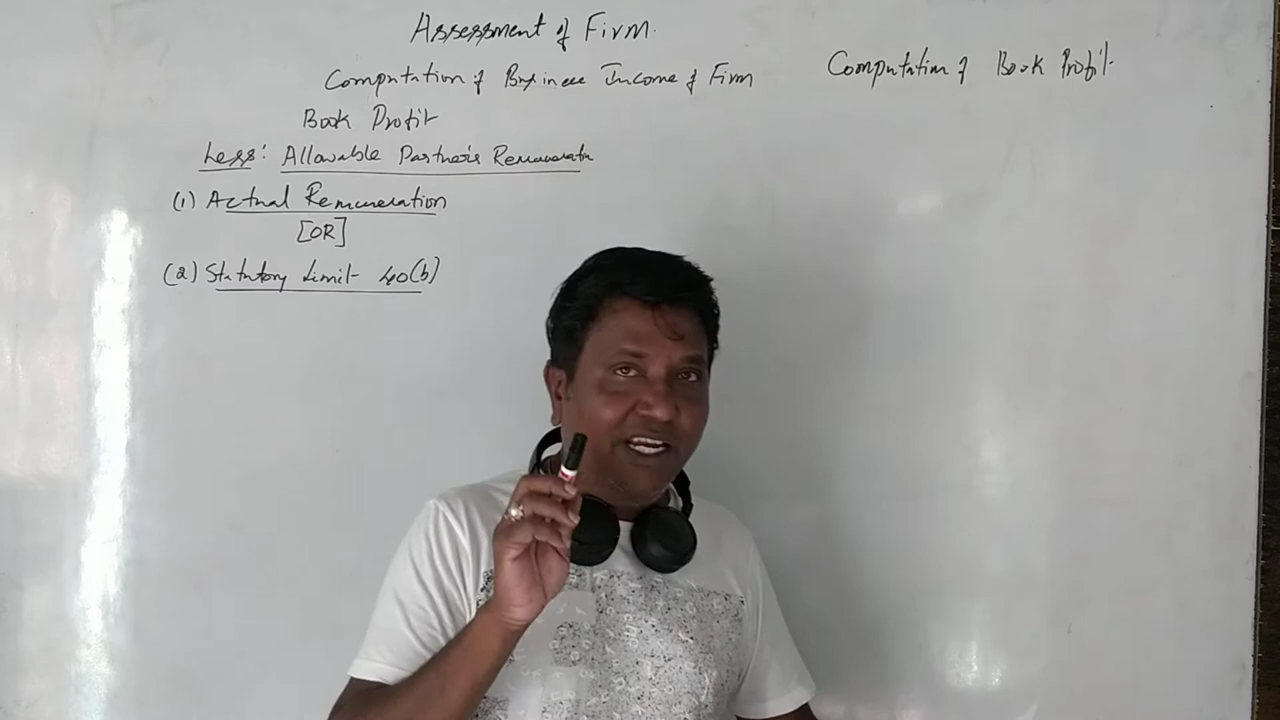 Assessment of Firm.
Computation of Business Income of Firm
Book Profit
Less: Allowable Partner's Remuneration
(1) Actual Remuneration
[OR]
(2) Statutory Limit- 40(b)
Computation of Book Profit